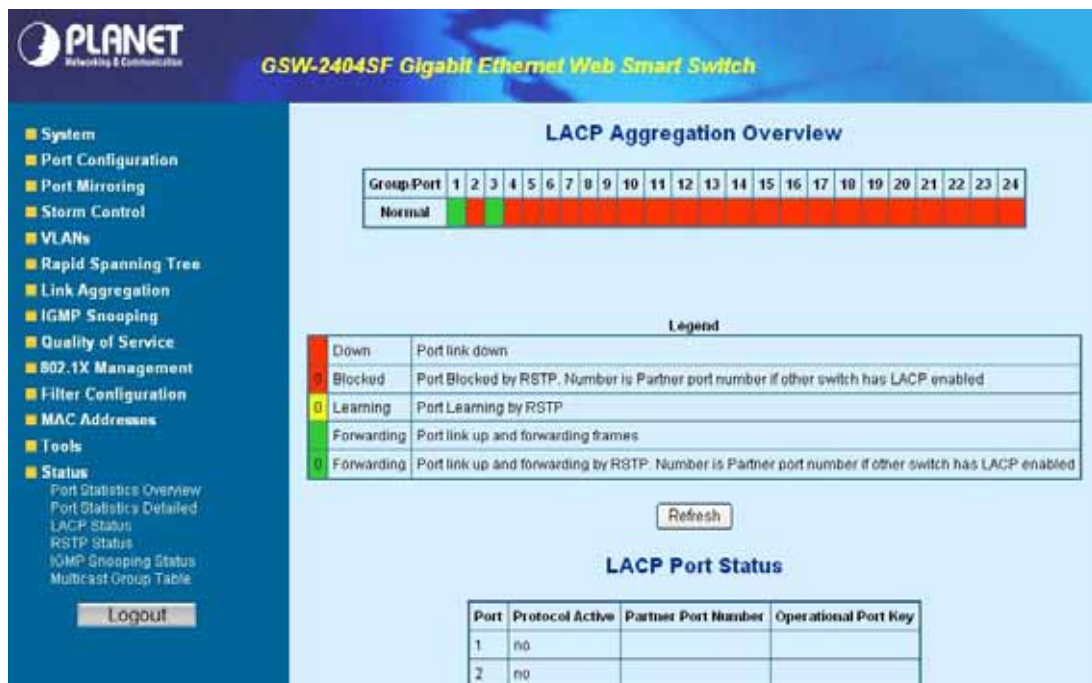 PLANET
Networking & Communication
GSW-2404SF Gigabit Ethernet Web Smart Switch
System
Port Configuration
Port Mirroring
Storm Control
VLANs
Rapid Spanning Tree
Link Aggregation
IGMP Snooping
Quality of Service
802.1X Management
Filter Configuration
MAC Addresses
Tools
Status
Port Statistics Overview
Port Statistics Detailed
LACP Status
RSTP Status
IGMP Snooping Status
Multicast Group Table
Logout
LACP Aggregation Overview
Group/Port 1 2 3 4 5 6 7 8 9 10 11 12 13 14 15 16 17 18 19 20 21 22 23 24
Normal
Legend
Down Port link down
0 Blocked Port Blocked by RSTP. Number is Partner port number if other switch has LACP enabled
0 Learning Port Learning by RSTP
Forwarding Port link up and forwarding frames
0 Forwarding Port link up and forwarding by RSTP. Number is Partner port number if other switch has LACP enabled
Refresh
LACP Port Status
Port Protocol Active Partner Port Number Operational Port Key
1 no
2 no